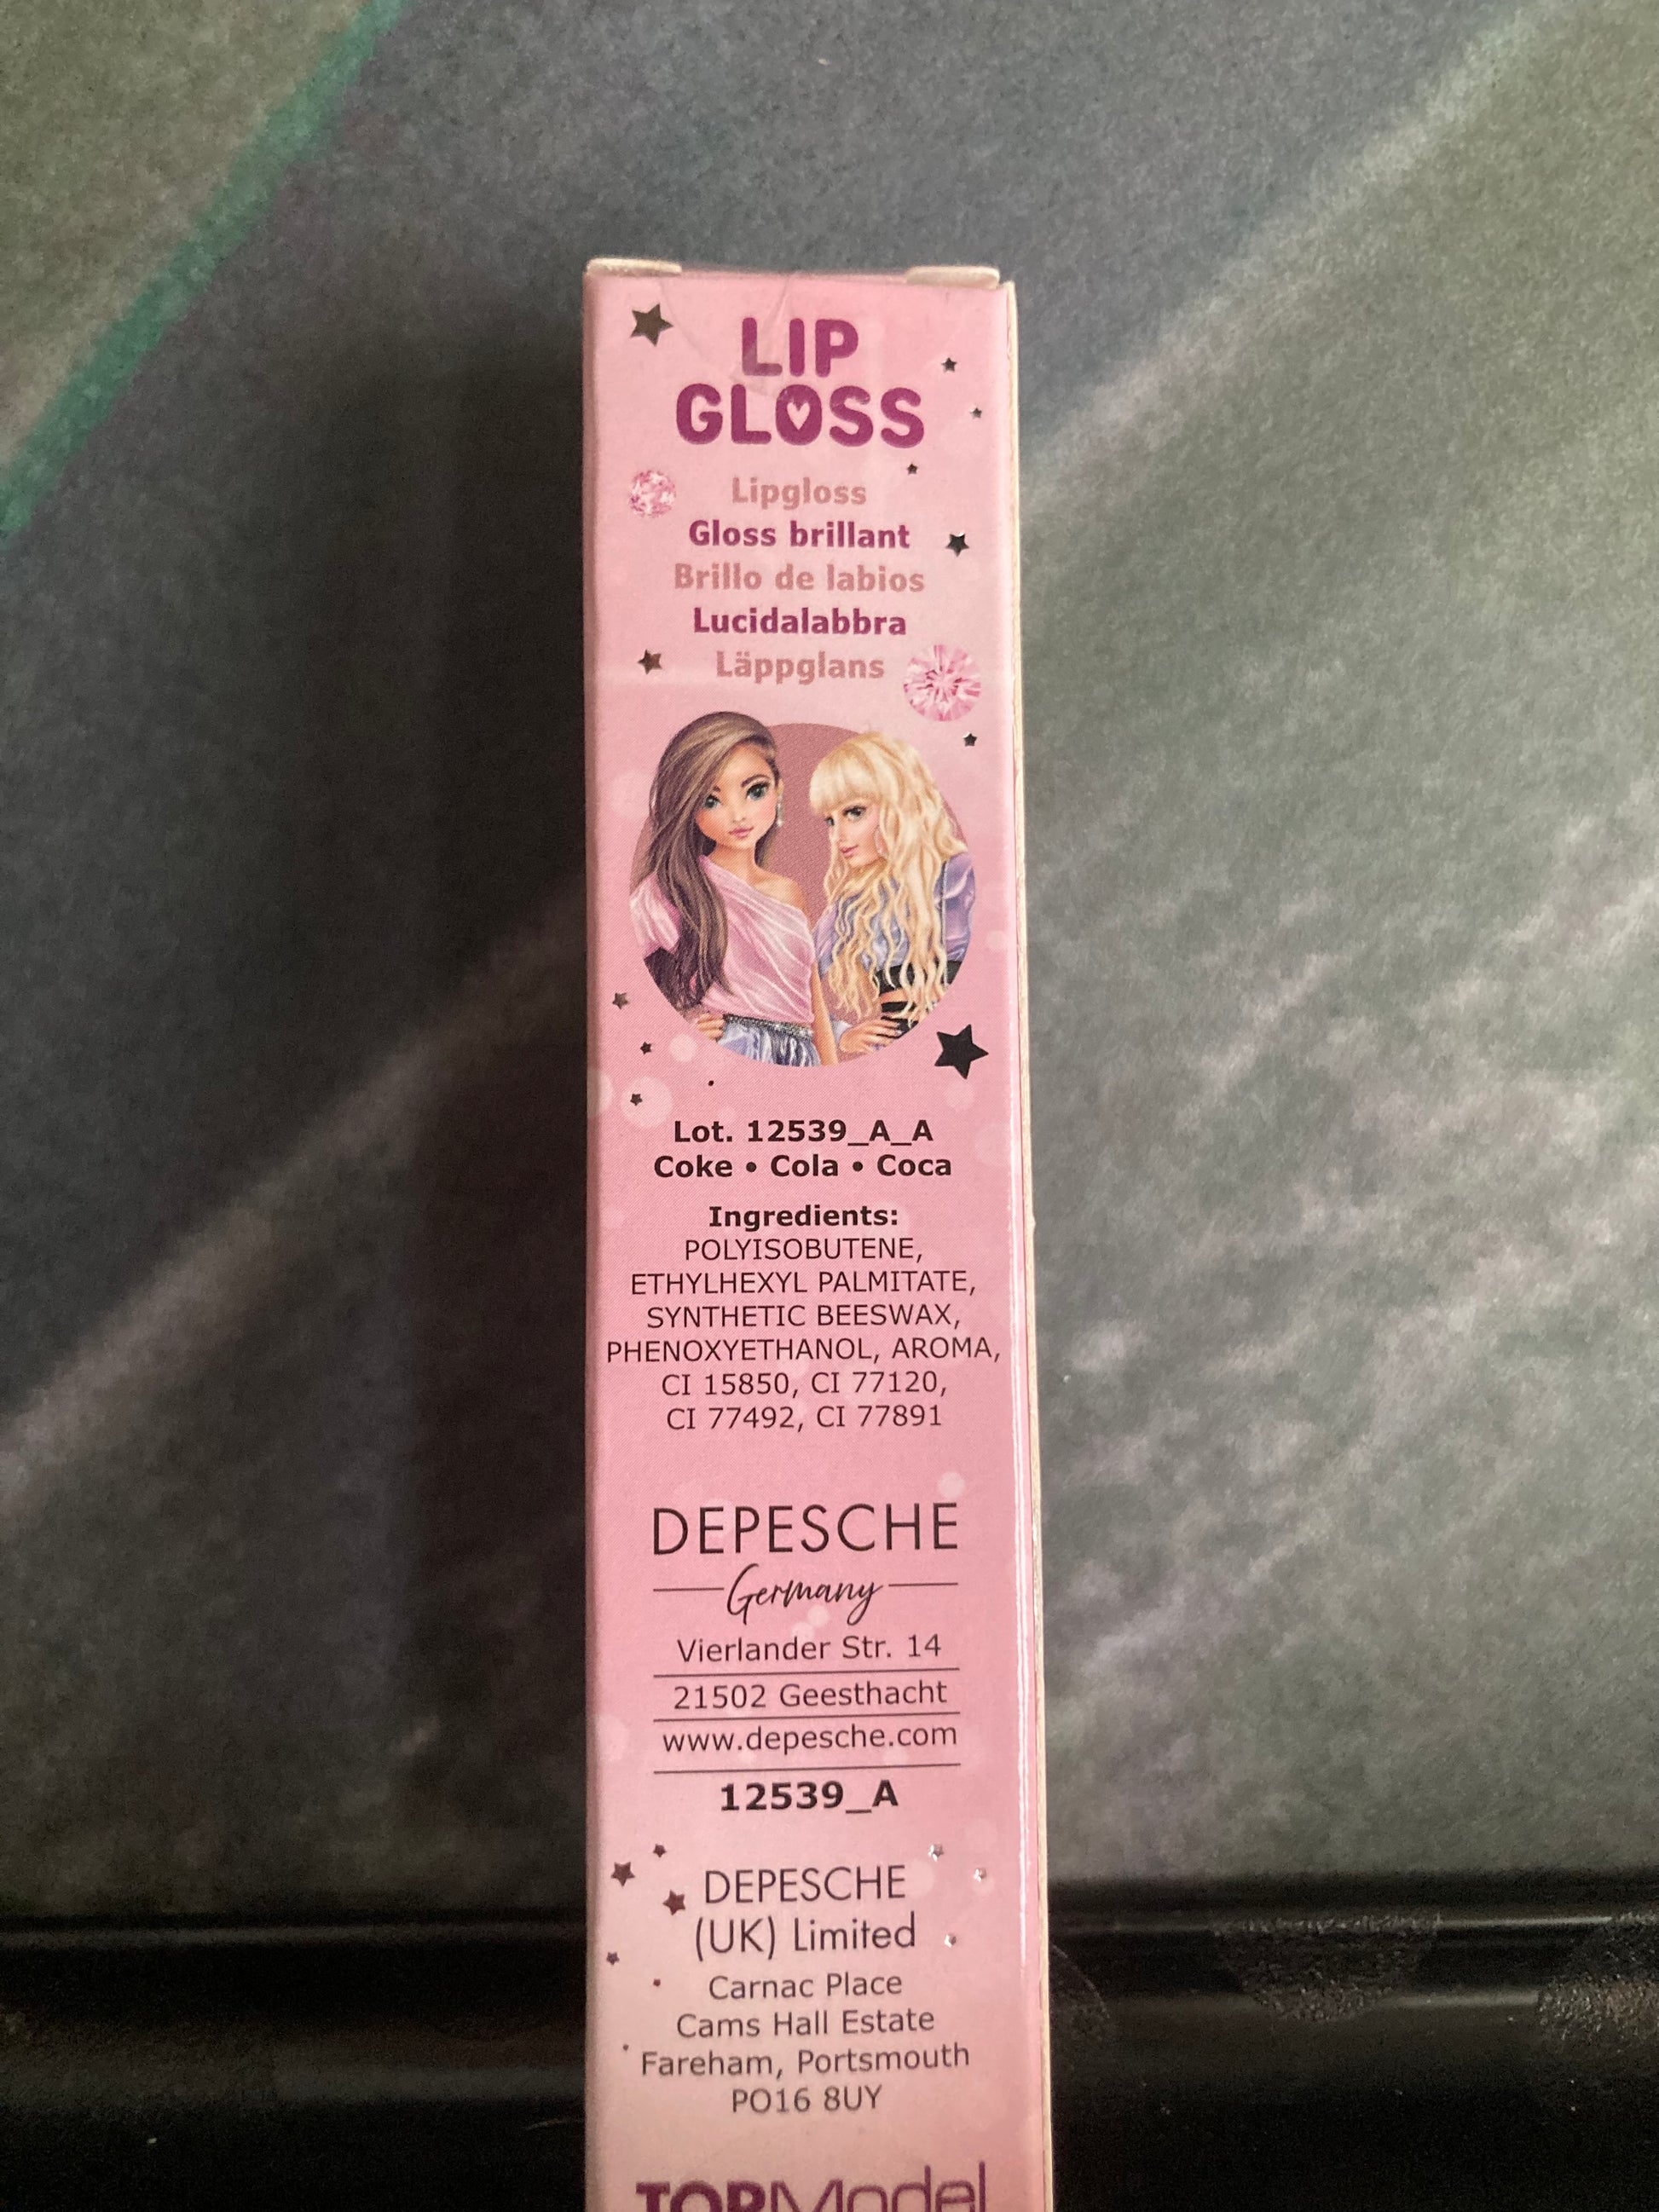 LIP
GLOSS
Lipgloss
Gloss brillant
Brillo de labios
Lucidalabbra
Läppglans
Lot. 12539_A_A
Coke • Cola • Coca
Ingredients:
POLYISOBUTENE,
ETHYLHEXYL PALMITATE,
SYNTHETIC BEESWAX,
PHENOXYETHANOL, AROMA,
CI 15850, CI 77120,
CI 77492, CI 77891
DEPESCHE
Germany
Vierlander Str. 14
21502 Geesthacht
www.depesche.com
12539_A
DEPESCHE
(UK) Limited
Carnac Place
Cams Hall Estate
Fareham, Portsmouth
PO16 8UY
TOPModel